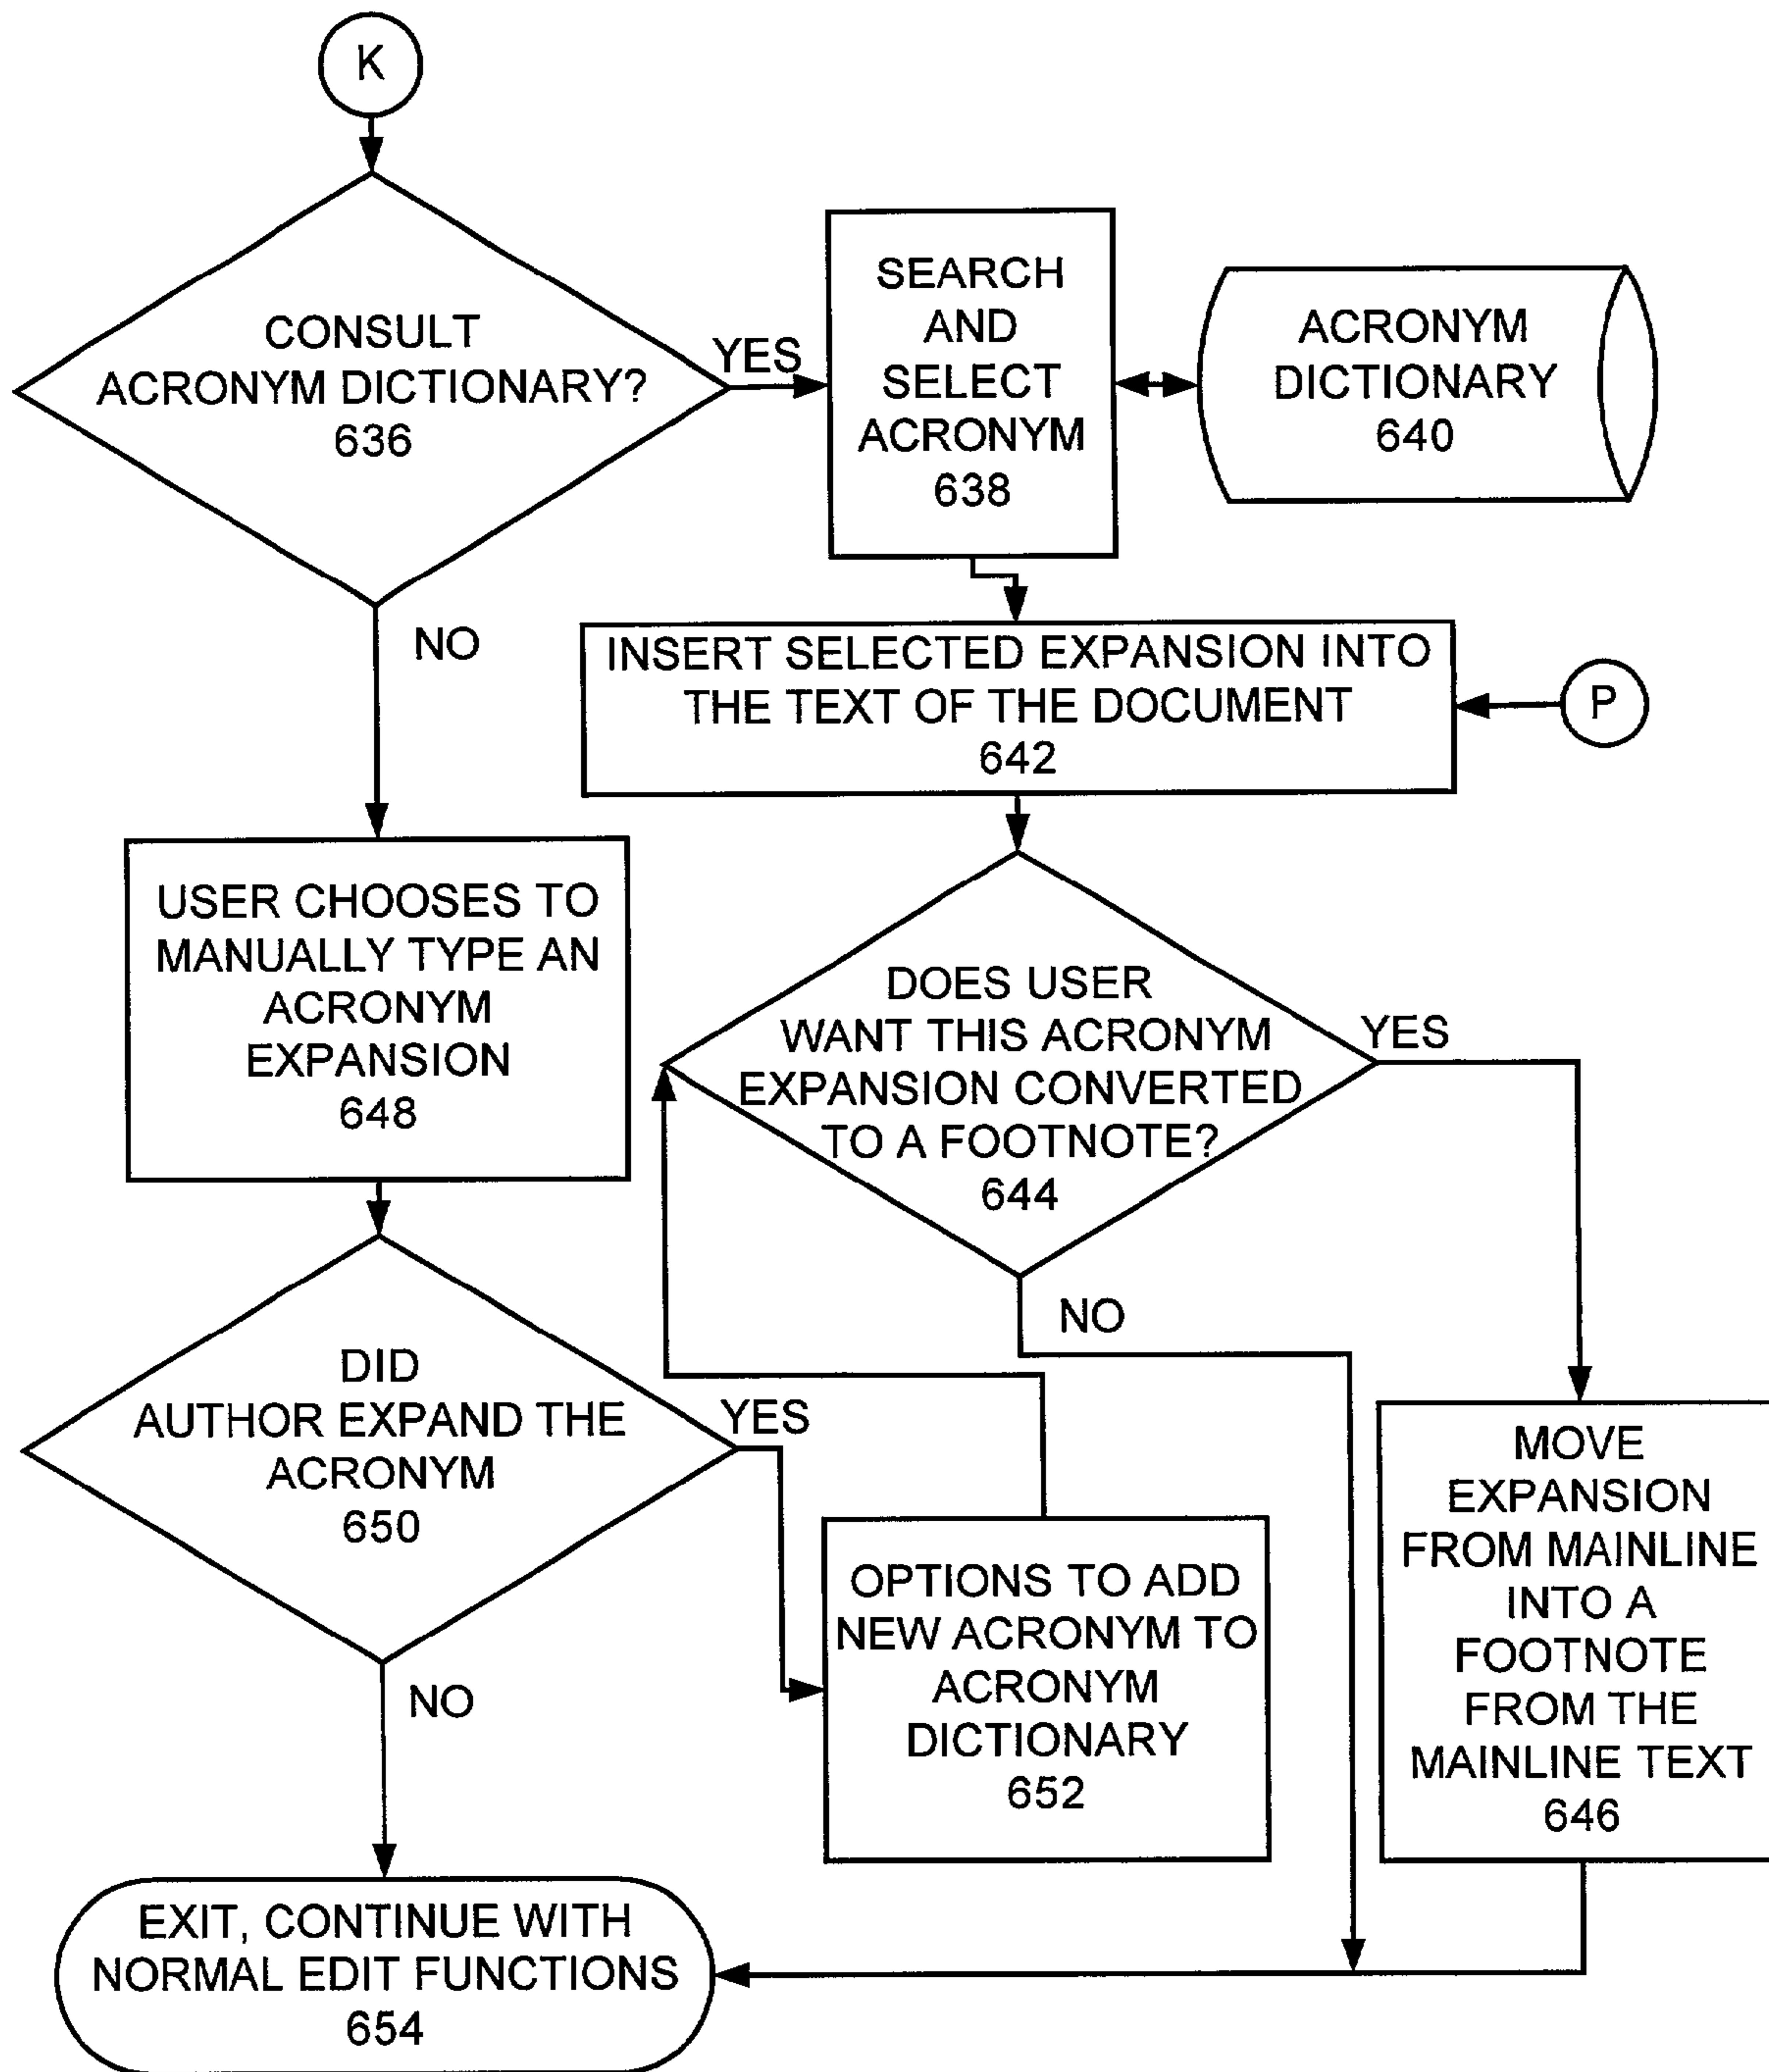 K
CONSULT
ACRONYM DICTIONARY?
636
YES
NO
SEARCH
AND
SELECT
ACRONYM
638
ACRONYM
DICTIONARY
640
INSERT SELECTED EXPANSION INTO
THE TEXT OF THE DOCUMENT
642
P
USER CHOOSES TO
MANUALLY TYPE AN
ACRONYM
EXPANSION
648
DOES USER
WANT THIS ACRONYM
EXPANSION CONVERTED
TO A FOOTNOTE?
644
YES
NO
DID
AUTHOR EXPAND THE
ACRONYM
650
YES
NO
OPTIONS TO ADD
NEW ACRONYM TO
ACRONYM
DICTIONARY
652
MOVE
EXPANSION
FROM MAINLINE
INTO A
FOOTNOTE
FROM THE
MAINLINE TEXT
646
EXIT, CONTINUE WITH
NORMAL EDIT FUNCTIONS
654